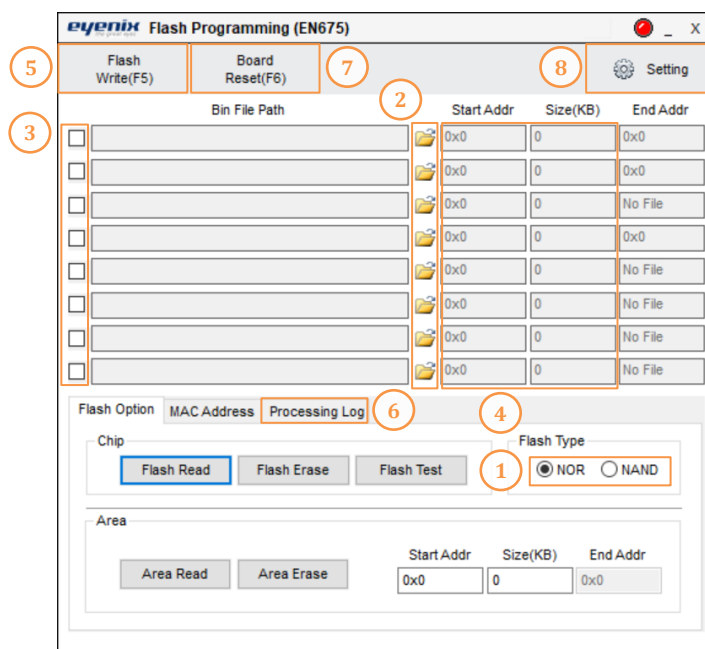 eyenix Flash Programming (EN675) _ X
5 Flash Write(F5) Board Reset(F6) 7 8 Setting
Bin File Path 2 Start Addr Size(KB) End Addr
3
0x0 0 0x0
0x0 0 0x0
0x0 0 No File
0x0 0 0x0
0x0 0 No File
0x0 0 No File
0x0 0 No File
0x0 0 No File
Flash Option MAC Address Processing Log 6 4
Chip Flash Type
Flash Read Flash Erase Flash Test 1 NOR NAND
Area
Start Addr Size(KB) End Addr
Area Read Area Erase 0x0 0 0x0